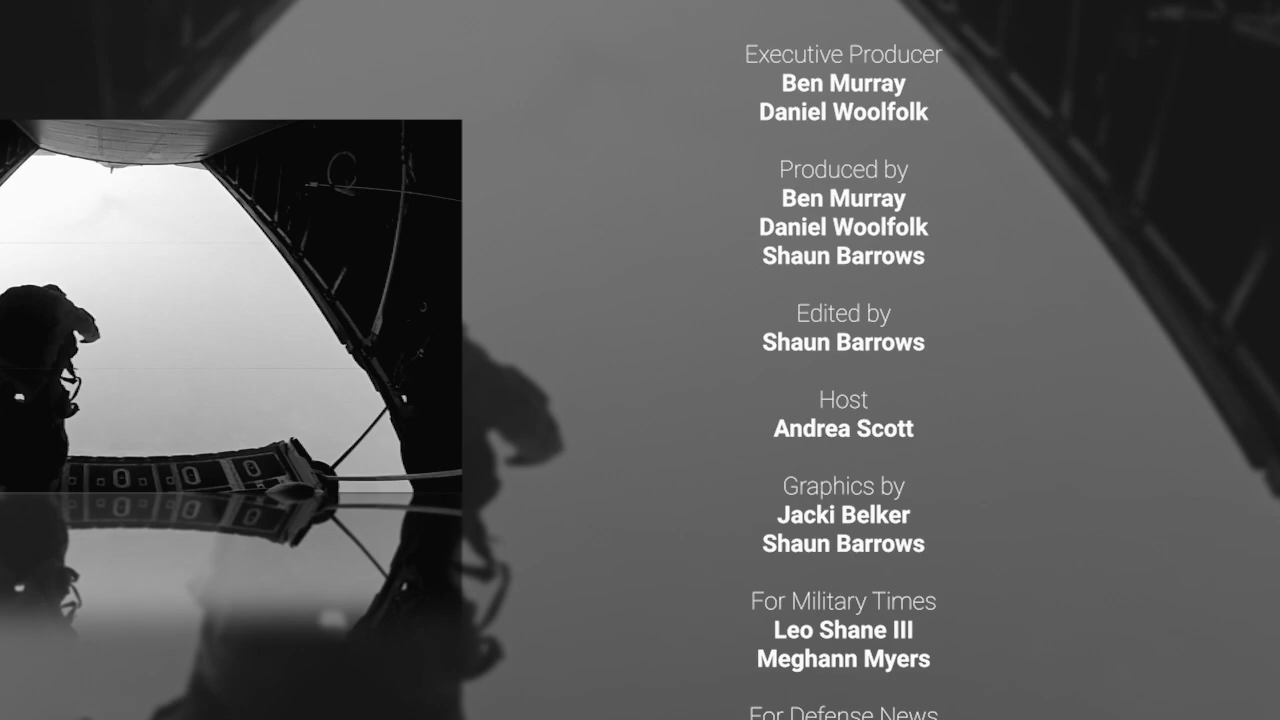 Executive Producer
Ben Murray
Daniel Woolfolk
Produced by
Ben Murray
Daniel Woolfolk
Shaun Barrows
Edited by
Shaun Barrows
Host
Andrea Scott
Graphics by
Jacki Belker
Shaun Barrows
For Military Times
Leo Shane III
Meghann Myers
For Defense News